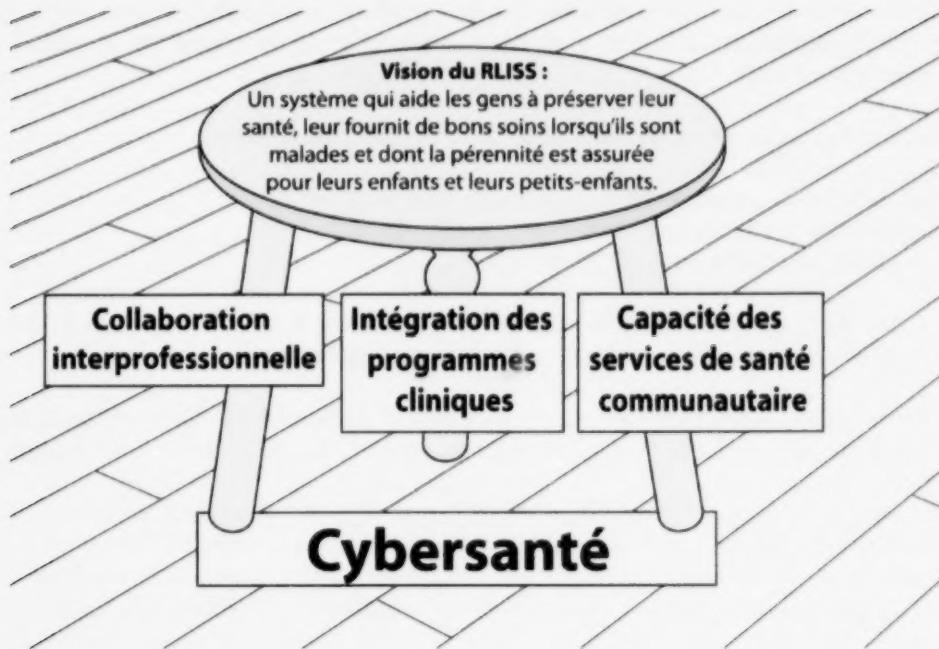 Vision du RLISS :
Un système qui aide les gens à préserver leur
santé, leur fournit de bons soins lorsqu'ils sont
malades et dont la pérennité est assurée
pour leurs enfants et leurs petits-enfants.
Collaboration
interprofessionnelle
Intégration des
programmes
cliniques
Capacité des
services de santé
communautaire
Cybersanté